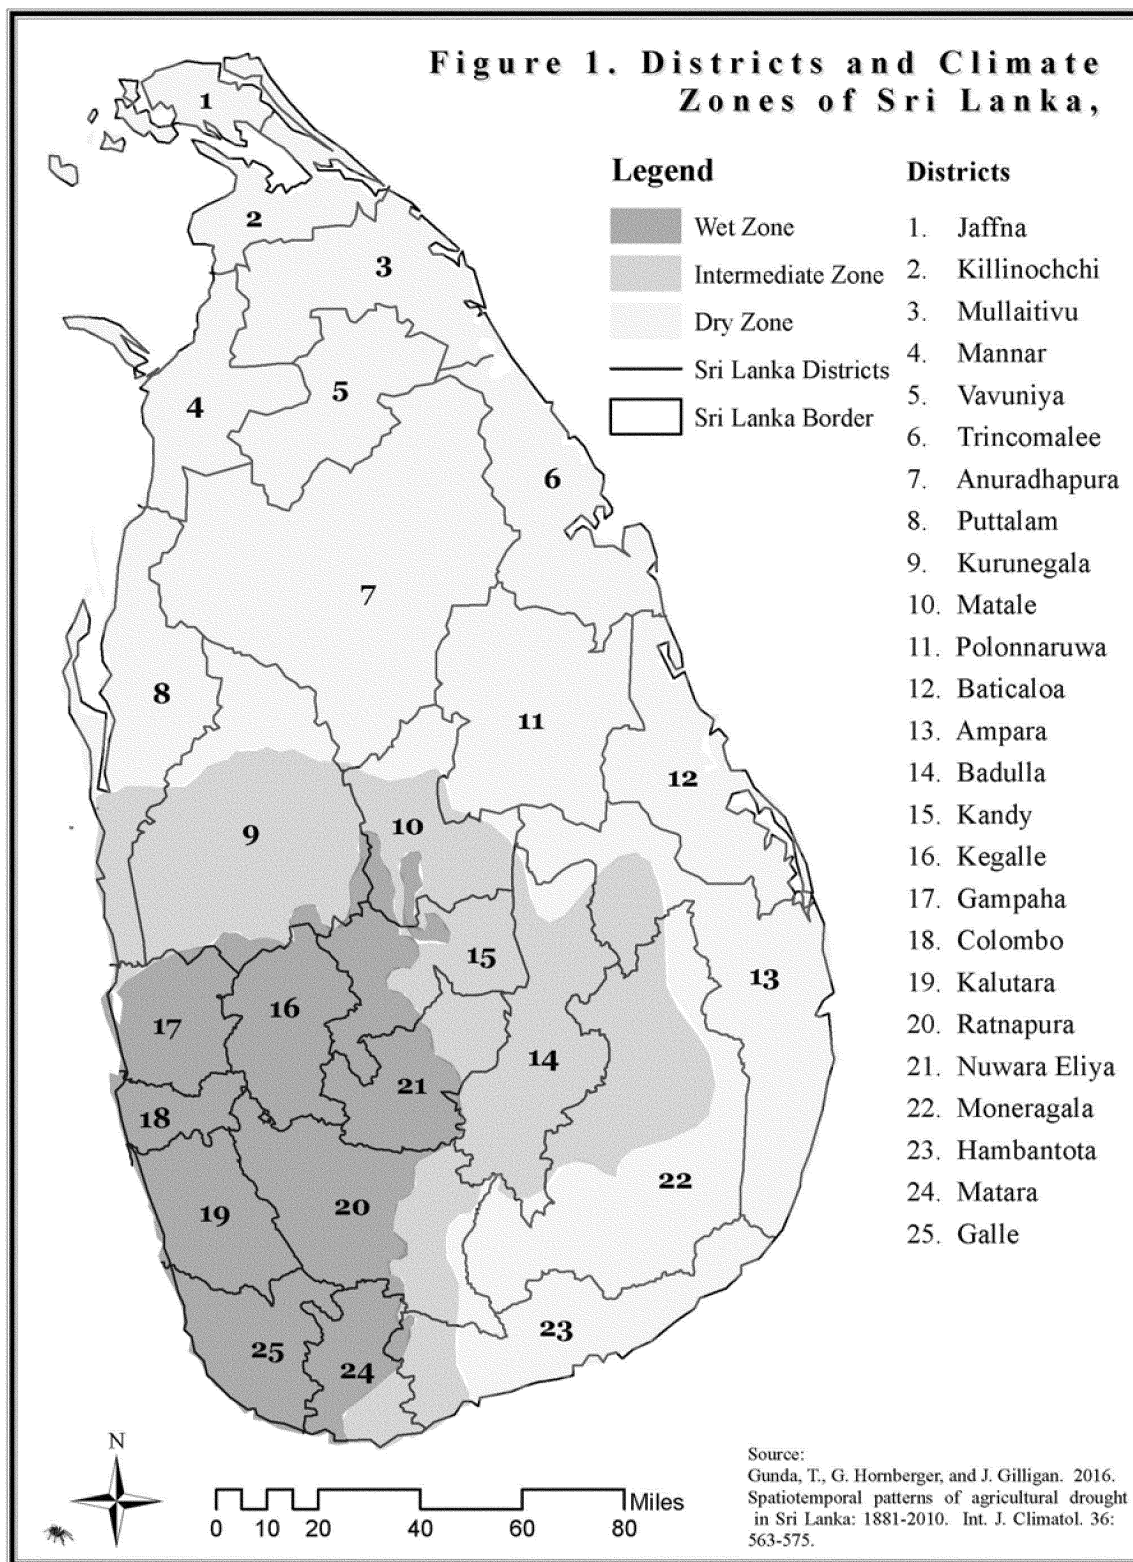 Figure 1. Districts and Climate
Zones of Sri Lanka,
Legend
Wet Zone
Intermediate Zone
Dry Zone
Sri Lanka Districts
Sri Lanka Border
Districts
1. Jaffna
2. Killinochchi
3. Mullaitivu
4. Mannar
5. Vavuniya
6. Trincomalee
7. Anuradhapura
8. Puttalam
9. Kurunegala
10. Matale
11. Polonnaruwa
12. Baticaloa
13. Ampara
14. Badulla
15. Kandy
16. Kegalle
17. Gampaha
18. Colombo
19. Kalutara
20. Ratnapura
21. Nuwara Eliya
22. Moneragala
23. Hambantota
24. Matara
25. Galle
1
2
3
4
5
6
7
8
11
12
9
10
15
13
16
17
14
21
18
22
20
19
23
25
24
N
Miles
0 10 20 40 60 80
Source:
Gunda, T., G. Hornberger, and J. Gilligan. 2016.
Spatiotemporal patterns of agricultural drought
in Sri Lanka: 1881-2010. Int. J. Climatol. 36:
563-575.